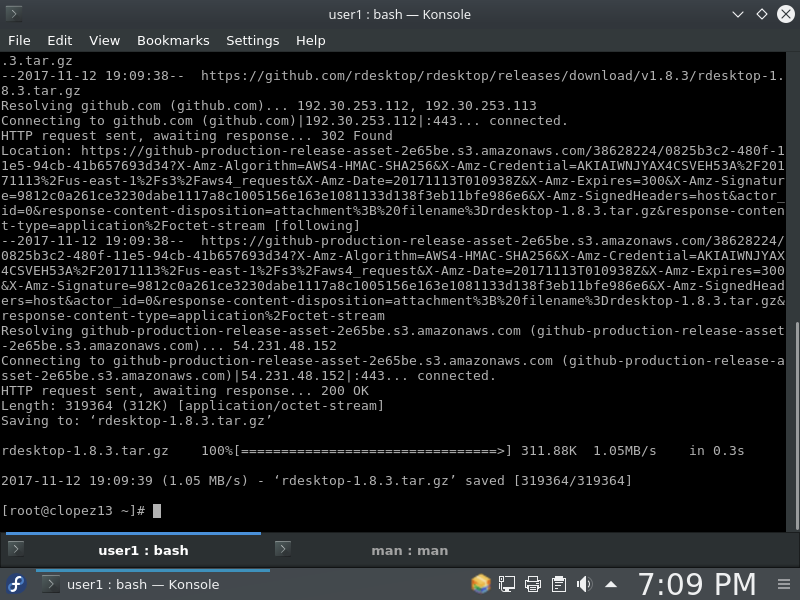 user1 : bash — Konsole
File Edit View Bookmarks Settings Help
.3.tar.gz
--2017-11-12 19:09:38--  https://github.com/rdesktop/rdesktop/releases/download/v1.8.3/rdesktop-1.
8.3.tar.gz
Resolving github.com (github.com)... 192.30.253.112, 192.30.253.113
Connecting to github.com (github.com)|192.30.253.112|:443... connected.
HTTP request sent, awaiting response... 302 Found
Location: https://github-production-release-asset-2e65be.s3.amazonaws.com/38628224/0825b3c2-480f-1
1e5-94cb-41b657693d34?X-Amz-Algorithm=AWS4-HMAC-SHA256&X-Amz-Credential=AKIAIWNJYAX4CSVEH53A%2F201
71113%2Fus-east-1%2Fs3%2Faws4_request&X-Amz-Date=20171113T010938Z&X-Amz-Expires=300&X-Amz-Signatur
e=9812c0a261ce3230dabe1117a8c1005156e163e1081133d138f3eb11bfe986e6&X-Amz-SignedHeaders=host&actor_
id=0&response-content-disposition=attachment%3B%20filename%3Drdesktop-1.8.3.tar.gz&response-conten
t-type=application%2Foctet-stream [following]
--2017-11-12 19:09:38--  https://github-production-release-asset-2e65be.s3.amazonaws.com/38628224/
0825b3c2-480f-11e5-94cb-41b657693d34?X-Amz-Algorithm=AWS4-HMAC-SHA256&X-Amz-Credential=AKIAIWNJYAX
4CSVEH53A%2F20171113%2Fus-east-1%2Fs3%2Faws4_request&X-Amz-Date=20171113T010938Z&X-Amz-Expires=300
&X-Amz-Signature=9812c0a261ce3230dabe1117a8c1005156e163e1081133d138f3eb11bfe986e6&X-Amz-SignedHead
ers=host&actor_id=0&response-content-disposition=attachment%3B%20filename%3Drdesktop-1.8.3.tar.gz&
response-content-type=application%2Foctet-stream
Resolving github-production-release-asset-2e65be.s3.amazonaws.com (github-production-release-asset
-2e65be.s3.amazonaws.com)... 54.231.48.152
Connecting to github-production-release-asset-2e65be.s3.amazonaws.com (github-production-release-a
sset-2e65be.s3.amazonaws.com)|54.231.48.152|:443... connected.
HTTP request sent, awaiting response... 200 OK
Length: 319364 (312K) [application/octet-stream]
Saving to: ‘rdesktop-1.8.3.tar.gz’
rdesktop-1.8.3.tar.gz    100%[================================>] 311.88K  1.05MB/s    in 0.3s
2017-11-12 19:09:39 (1.05 MB/s) - ‘rdesktop-1.8.3.tar.gz’ saved [319364/319364]
[root@clopez13 ~]#
user1 : bash
man : man
user1 : bash — Konsole
7:09 PM